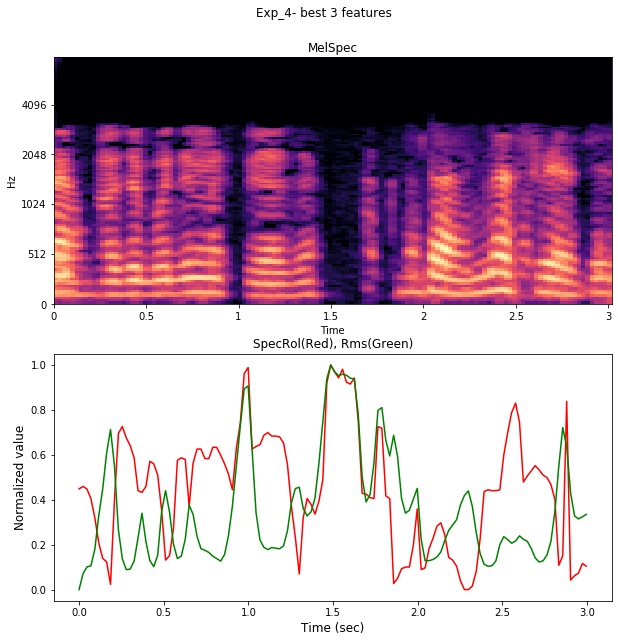 Exp_4- best 3 features
MelSpec
4096
2048
1024
512
0
Hz
0 0.5 1 1.5 2 2.5 3
Time
SpecRol(Red), Rms(Green)
1.0
0.8
0.6
0.4
0.2
0.0
Normalized value
0.0 0.5 1.0 1.5 2.0 2.5 3.0
Time (sec)